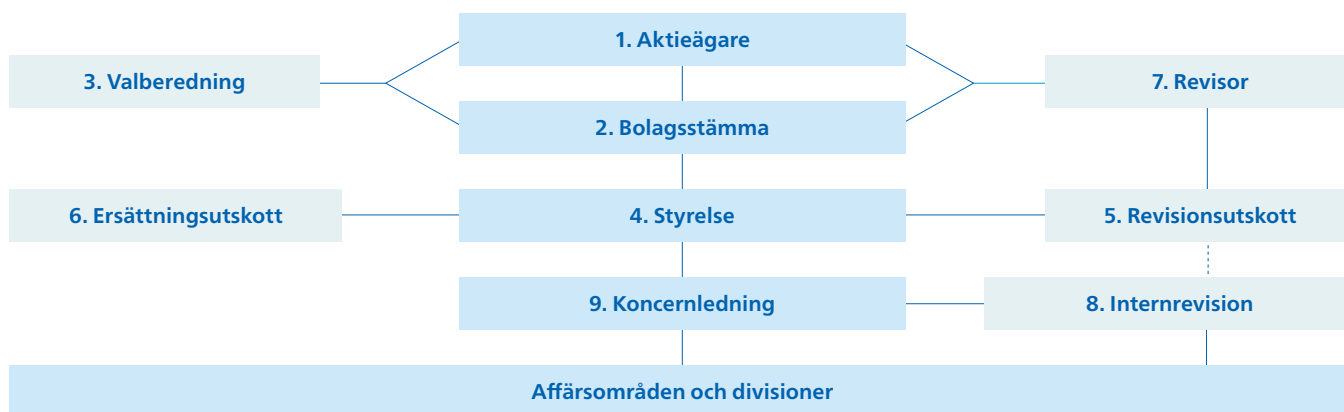 1. Aktieägare
3. Valberedning
7. Revisor
2. Bolagsstämma
6. Ersättningsutskott
4. Styrelse
5. Revisionsutskott
9. Koncernledning
8. Internrevision
Affärsområden och divisioner